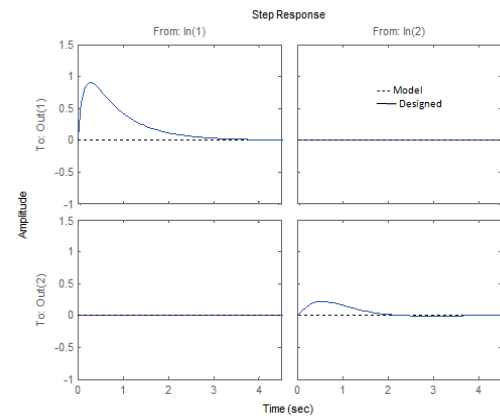 Step Response
From: In(1)
From: In(2)
1.5
1
0.5
0
-0.5
-1
To: Out(1)
Model
Designed
Amplitude
1.5
1
0.5
0
-0.5
-1
To: Out(2)
0 1 2 3 4
0 1 2 3 4
Time (sec)